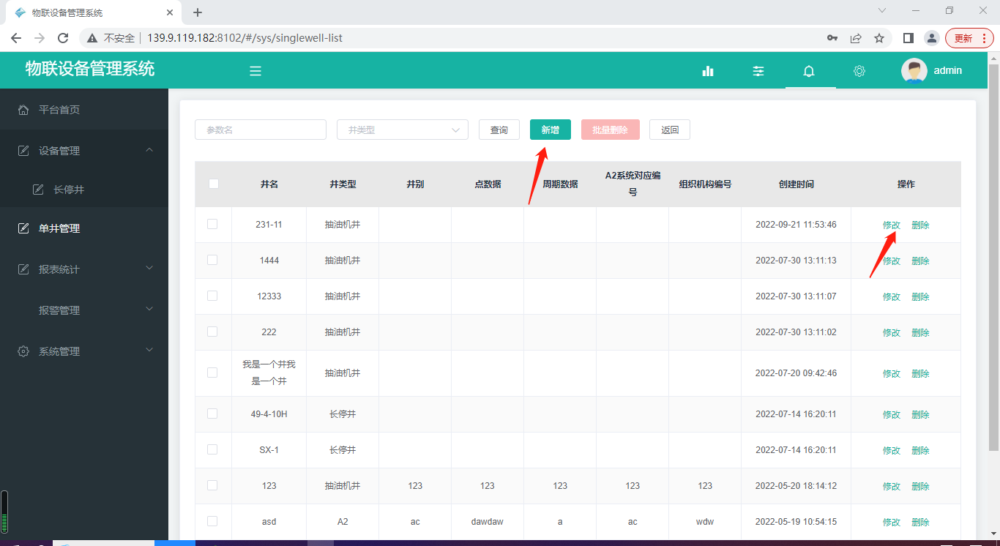 物联设备管理系统
不安全 139.9.119.182:8102/#/sys/singlewell-list
更新
物联设备管理系统
admin
平台首页
设备管理
长停井
单井管理
报表统计
报警管理
系统管理
参数名 井类型 查询 新增 批量删除 返回
井名 井类型 井别 点数据 周期数据 A2系统对应编号 组织机构编号 创建时间 操作
231-11 抽油机井 2022-09-21 11:53:46 修改 删除
1444 抽油机井 2022-07-30 13:11:13 修改 删除
12333 抽油机井 2022-07-30 13:11:07 修改 删除
222 抽油机井 2022-07-30 13:11:02 修改 删除
我是一个井我是一个井 抽油机井 2022-07-20 09:42:46 修改 删除
49-4-10H 长停井 2022-07-14 16:20:11 修改 删除
SX-1 长停井 2022-07-14 16:20:11 修改 删除
123 抽油机井 123 123 123 123 123 2022-05-20 18:14:12 修改 删除
asd A2 ac dawdaw a ac wdw 2022-05-19 10:54:15 修改 删除